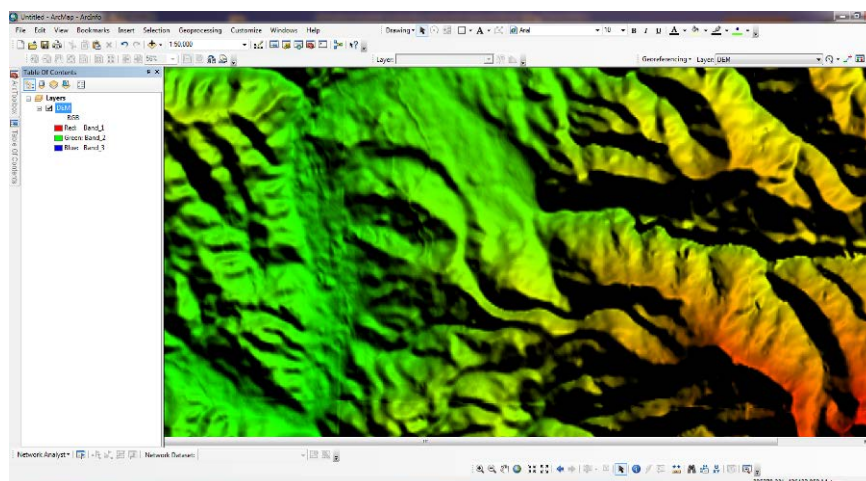 Untitled - ArcMap - ArcInfo
File Edit View Bookmarks Insert Selection Geoprocessing Customize Windows Help
Drawing Arial 10 B I U A
1:50,000
50% Layer: Georeferencing Layer: DEM
Table Of Contents
ArcToolbox
Table Of Contents
Layers
DEM
RGB
Red: Band_1
Green: Band_2
Blue: Band_3
Network Analyst Network Dataset: